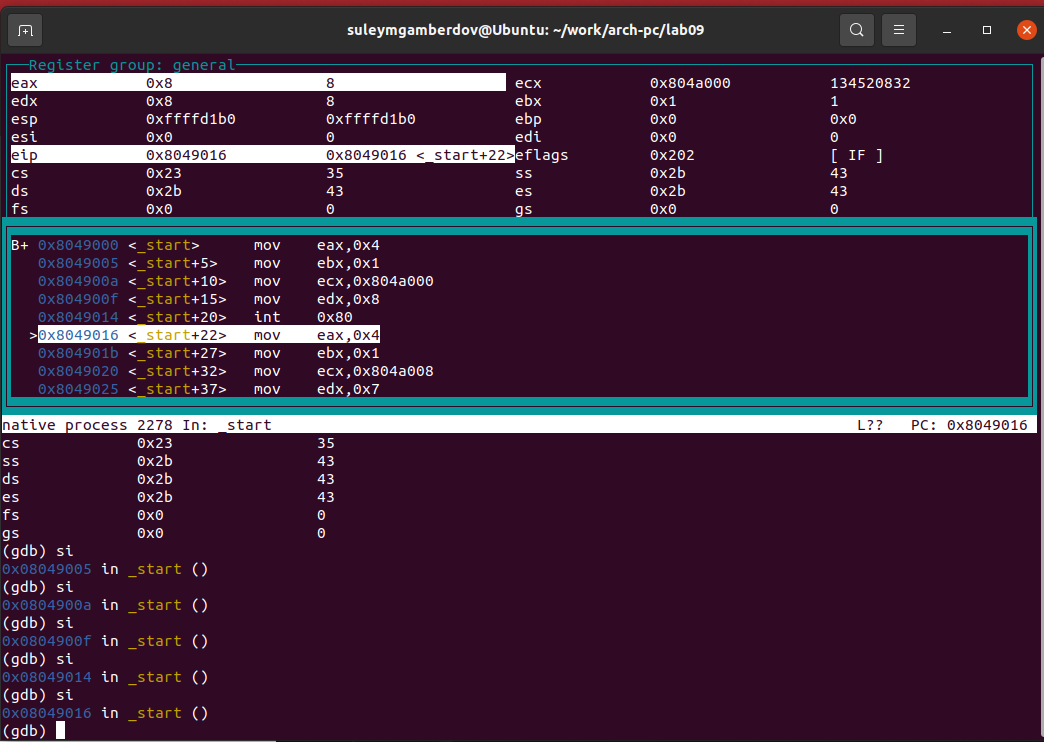 suleymgamberdov@Ubuntu: ~/work/arch-pc/lab09
Register group: general
eax 0x8 8 ecx 0x804a000 134520832
edx 0x8 8 ebx 0x1 1
esp 0xffffd1b0 0xffffd1b0 ebp 0x0 0x0
esi 0x0 0 edi 0x0 0
eip 0x8049016 0x8049016 <_start+22> eflags 0x202 [ IF ]
cs 0x23 35 ss 0x2b 43
ds 0x2b 43 es 0x2b 43
fs 0x0 0 gs 0x0 0
B+ 0x8049000 <_start> mov eax,0x4
0x8049005 <_start+5> mov ebx,0x1
0x804900a <_start+10> mov ecx,0x804a000
0x804900f <_start+15> mov edx,0x8
0x8049014 <_start+20> int 0x80
>0x8049016 <_start+22> mov eax,0x4
0x804901b <_start+27> mov ebx,0x1
0x8049020 <_start+32> mov ecx,0x804a008
0x8049025 <_start+37> mov edx,0x7
native process 2278 In: _start L?? PC: 0x8049016
cs 0x23 35
ss 0x2b 43
ds 0x2b 43
es 0x2b 43
fs 0x0 0
gs 0x0 0
(gdb) si
0x08049005 in _start ()
(gdb) si
0x0804900a in _start ()
(gdb) si
0x0804900f in _start ()
(gdb) si
0x08049014 in _start ()
(gdb) si
0x08049016 in _start ()
(gdb)